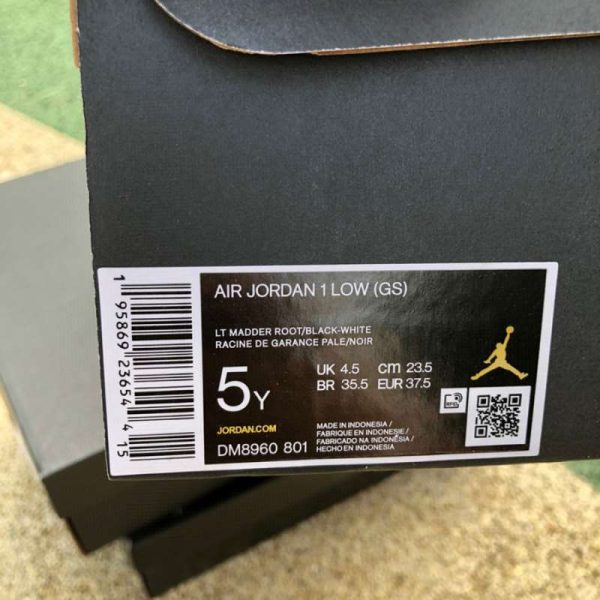 AIR JORDAN 1 LOW (GS)
LT MADDER ROOT/BLACK-WHITE
RACINE DE GARANCE PALE/NOIR
5Y
UK 4.5 cm 23.5
BR 35.5 EUR 37.5
RFID
JORDAN.COM
DM8960 801
MADE IN INDONESIA /
FABRIQUE EN INDONESIE /
FABRICADO NA INDONÉSIA /
HECHO EN INDONESIA
1 95869 23654 4 15